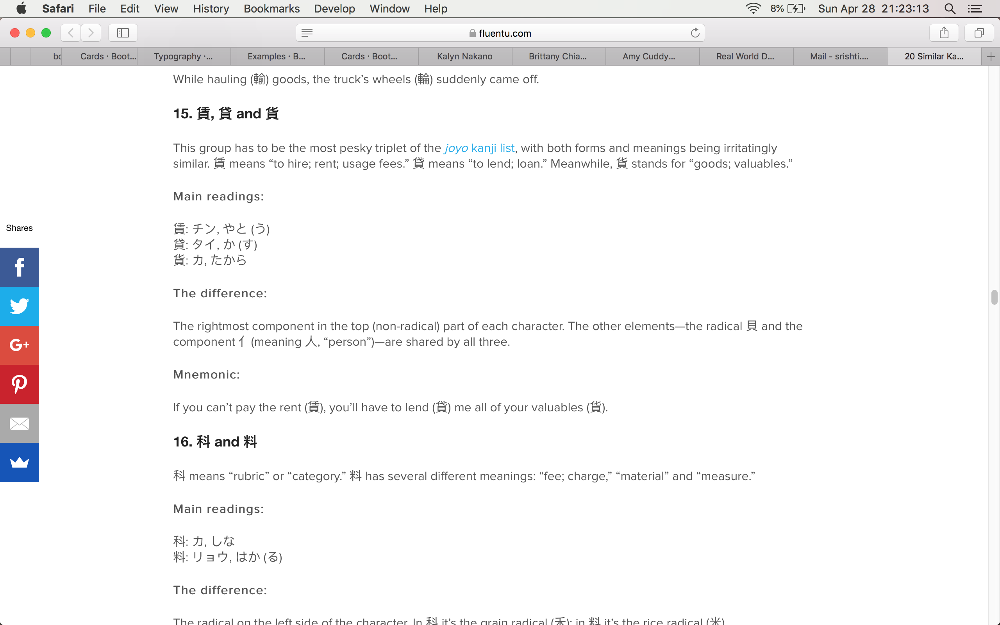 Safari File Edit View History Bookmarks Develop Window Help 8% Sun Apr 28 21:23:13
fluentu.com
bo Cards · Boot... Typography ·... Examples · B... Cards · Boot... Kalyn Nakano Brittany Chia... Amy Cuddy... Real World D... Mail - srishti.... 20 Similar Ka...
While hauling (輸) goods, the truck’s wheels (輪) suddenly came off.
15. 賃, 貸 and 貨
This group has to be the most pesky triplet of the joyo kanji list, with both forms and meanings being irritatingly
similar. 賃 means “to hire; rent; usage fees.” 貸 means “to lend; loan.” Meanwhile, 貨 stands for “goods; valuables.”
Main readings:
賃: チン, やと (う)
貸: タイ, か (す)
貨: カ, たから
The difference:
The rightmost component in the top (non-radical) part of each character. The other elements—the radical 貝 and the
component 亻 (meaning 人, “person”)—are shared by all three.
Mnemonic:
If you can’t pay the rent (賃), you’ll have to lend (貸) me all of your valuables (貨).
16. 科 and 料
科 means “rubric” or “category.” 料 has several different meanings: “fee; charge,” “material” and “measure.”
Main readings:
科: カ, しな
料: リョウ, はか (る)
The difference:
The radical on the left side of the character. In 科 it’s the grain radical (禾); in 料 it’s the rice radical (米)
Shares
f
G+